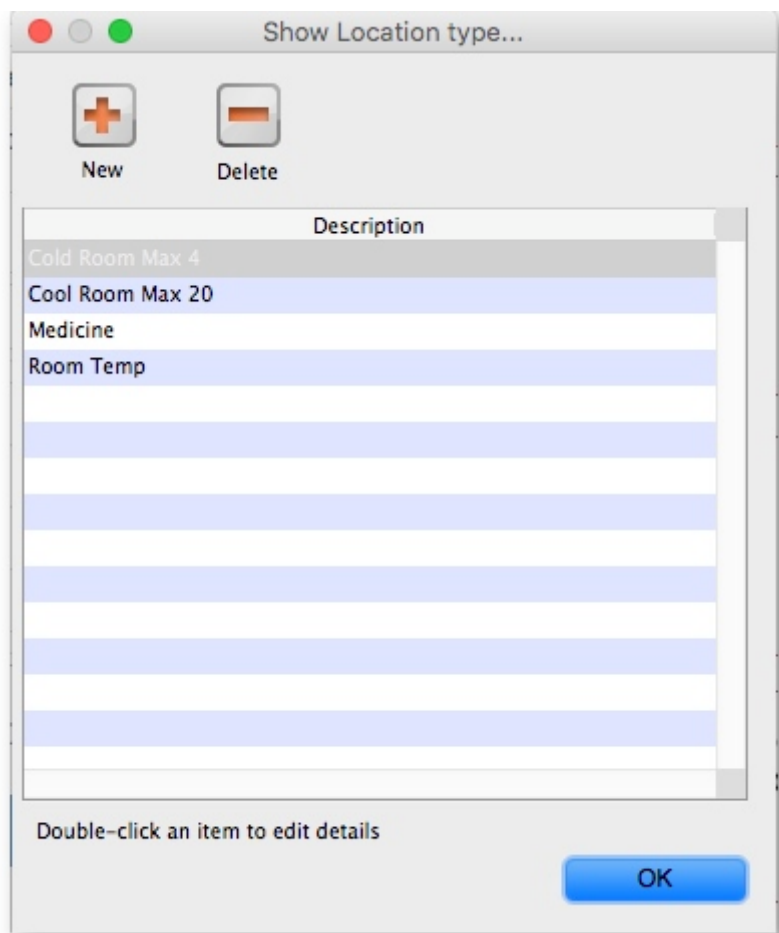 Show Location type...
New Delete
Description
Cold Room Max 4
Cool Room Max 20
Medicine
Room Temp
Double-click an item to edit details
OK